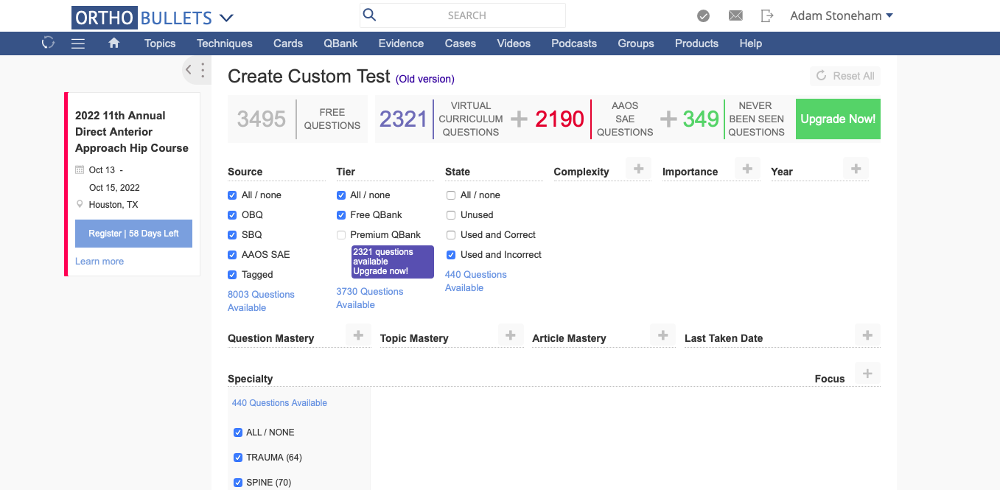 ORTHO BULLETS
SEARCH
Adam Stoneham
Topics Techniques Cards QBank Evidence Cases Videos Podcasts Groups Products Help
2022 11th Annual
Direct Anterior
Approach Hip Course
Oct 13 -
Oct 15, 2022
Houston, TX
Register | 58 Days Left
Learn more
Create Custom Test (Old version)
Reset All
3495
FREE
QUESTIONS
2321
VIRTUAL
CURRICULUM
QUESTIONS
+
2190
AAOS
SAE
QUESTIONS
+
349
NEVER
BEEN SEEN
QUESTIONS
Upgrade Now!
Source
All / none
OBQ
SBQ
AAOS SAE
Tagged
8003 Questions
Available
Tier
All / none
Free QBank
Premium QBank
2321 questions
available
Upgrade now!
3730 Questions
Available
State
All / none
Unused
Used and Correct
Used and Incorrect
440 Questions
Available
Complexity +
Importance +
Year +
Question Mastery +
Topic Mastery +
Article Mastery +
Last Taken Date +
Specialty
Focus +
440 Questions Available
ALL / NONE
TRAUMA (64)
SPINE (70)